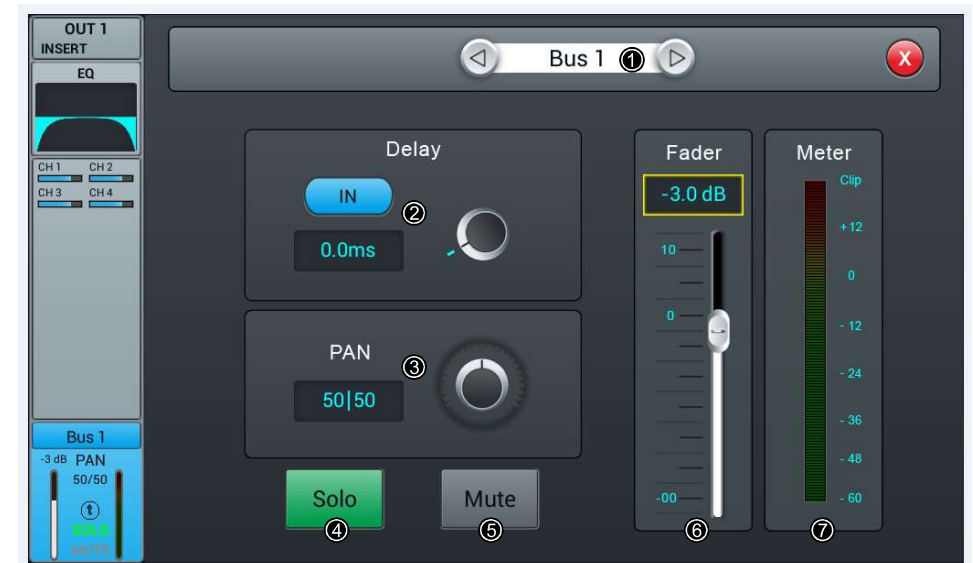 OUT 1
INSERT
EQ
CH 1 CH 2
CH 3 CH 4
Bus 1
-3 dB PAN
50/50
SOLO
MUTE
Bus 1 ①
X
Delay
IN
②
0.0ms
PAN
③
50|50
Solo
④
Mute
⑤
Fader
-3.0 dB
10
0
-00
⑥
Meter
Clip
+12
0
- 12
- 24
- 36
- 48
- 60
⑦